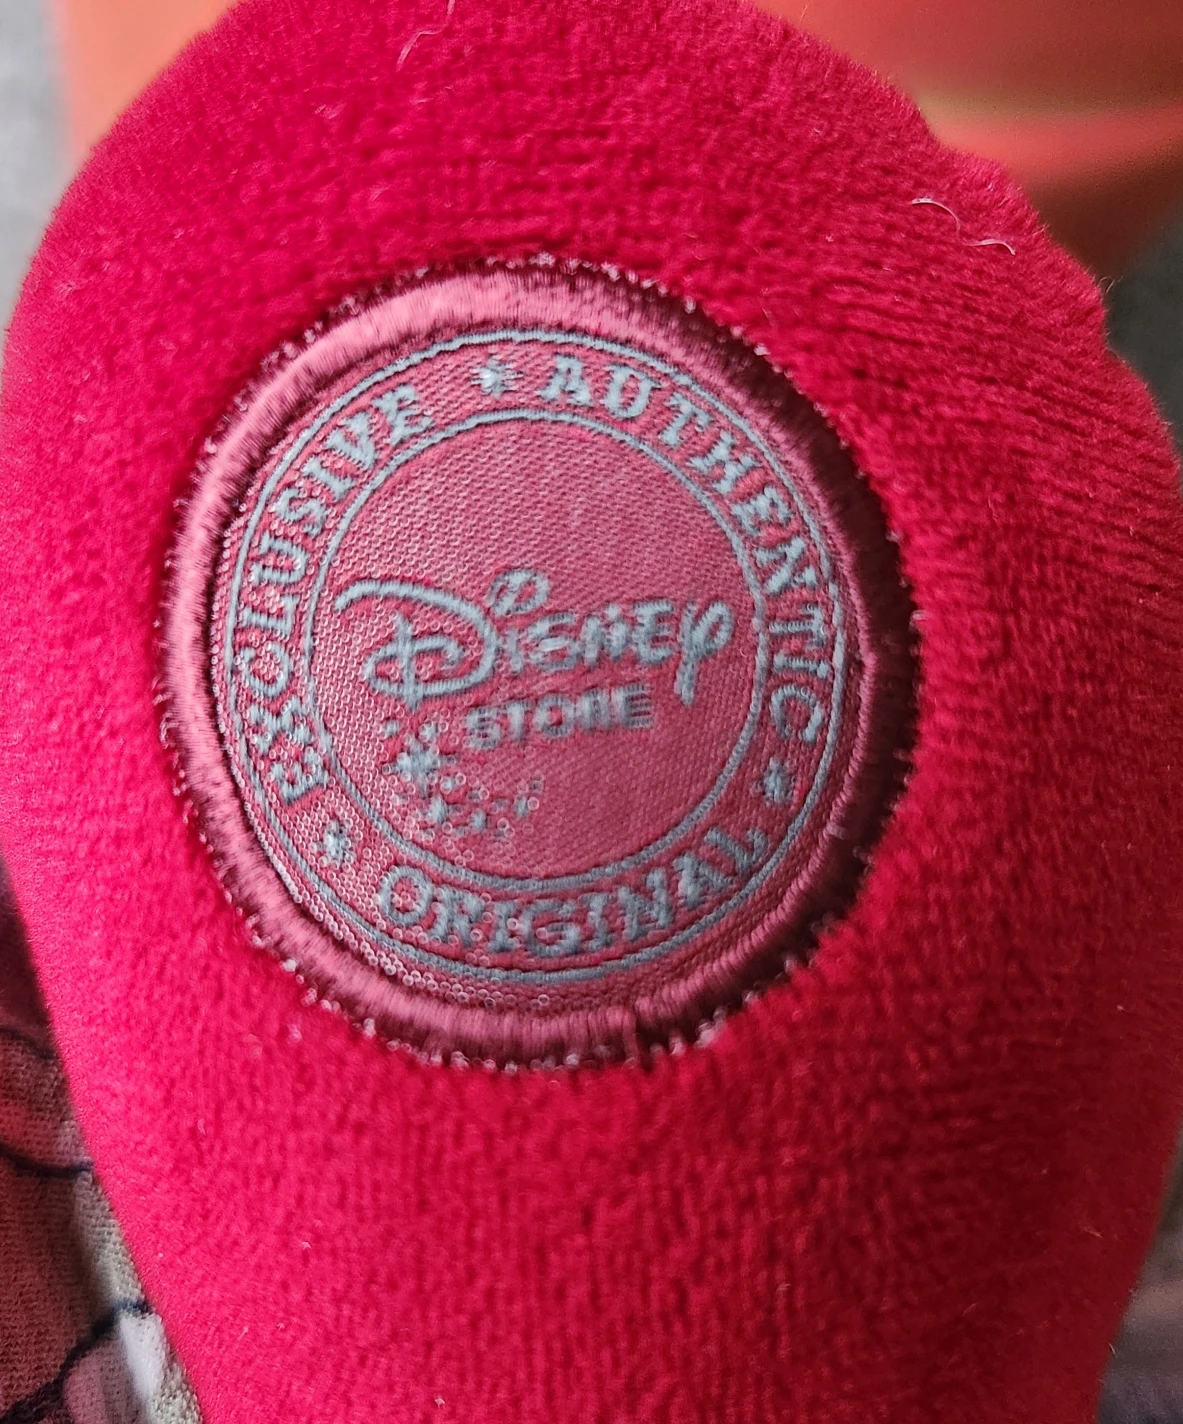 EXCLUSIVE * AUTHENTIC * ORIGINAL *
Disney
STORE